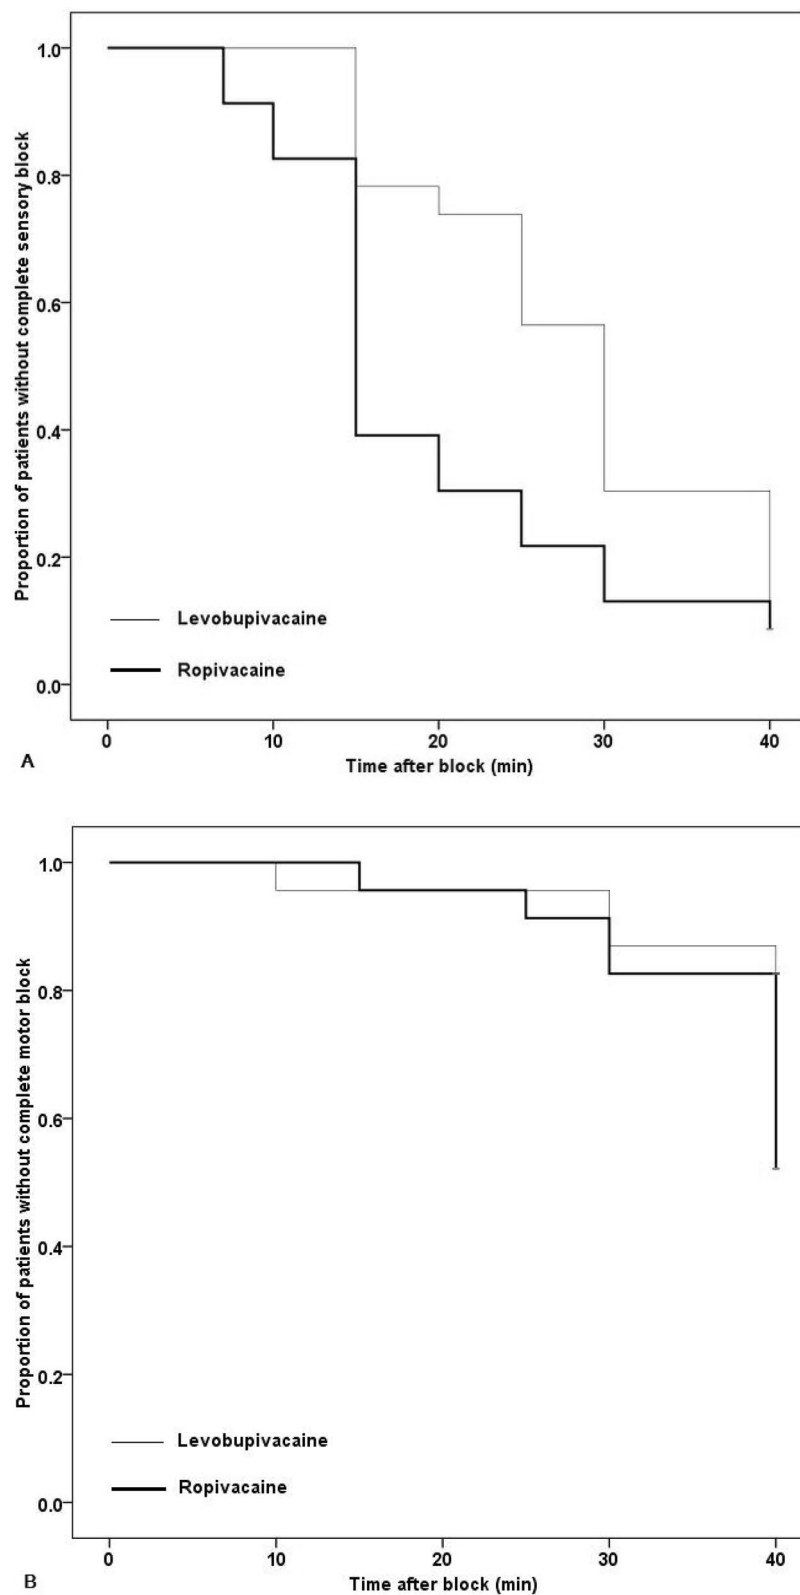 Proportion of patients without complete sensory block
1.0
0.8
0.6
0.4
0.2
0.0
Levobupivacaine
Ropivacaine
0 10 20 30 40
Time after block (min)
A
Proportion of patients without complete motor block
1.0
0.8
0.6
0.4
0.2
0.0
Levobupivacaine
Ropivacaine
0 10 20 30 40
Time after block (min)
B